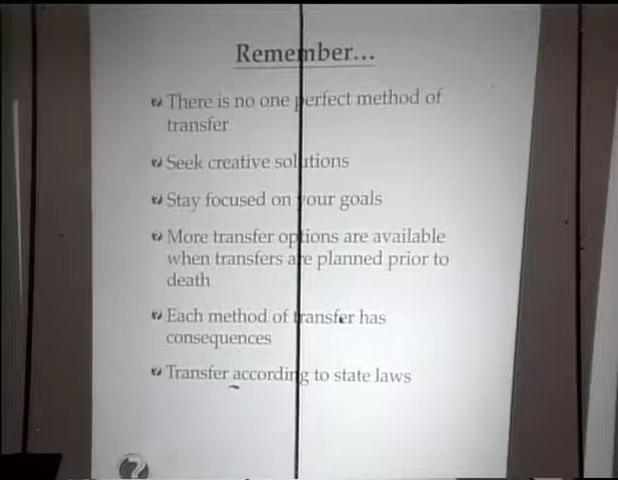 Remember...
There is no one perfect method of
transfer
Seek creative solutions
Stay focused on your goals
More transfer options are available
when transfers are planned prior to
death
Each method of transfer has
consequences
Transfer according to state laws
?